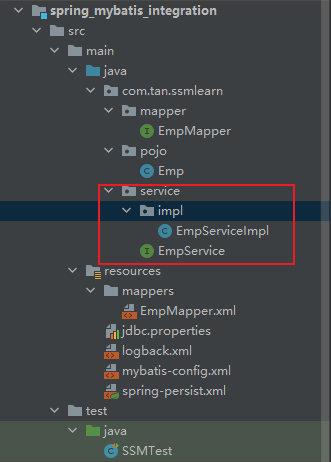 spring_mybatis_integration
src
main
java
com.tan.ssmlearn
mapper
EmpMapper
pojo
Emp
service
impl
EmpServiceImpl
EmpService
resources
mappers
EmpMapper.xml
jdbc.properties
logback.xml
mybatis-config.xml
spring-persist.xml
test
java
SSMTest